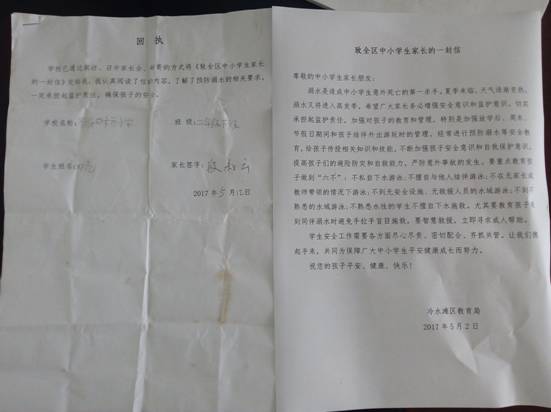 回执
学校已通过家访、召开家长会、邮寄的方式将《致全区中小学生家长
的一封信》交给我。我认真阅读了信的内容,了解了预防溺水的相关要求,
一定承担起监护责任,确保孩子的安全。
学校名称:
班级:
学生姓名:
家长签字:
2017年5月12日
致全区中小学生家长的一封信
尊敬的中小学生家长朋友:
溺水是造成中小学生意外死亡的第一杀手。夏季来临,天气逐渐变热,
溺水又将进入高发季,希望广大家长务必增强安全意识和监护意识,切实
承担起监护责任,加强对孩子的教育和管理。特别是加强放学后、周末、
节假日期间和孩子结伴外出游玩时的管理,经常进行预防溺水等安全教
育,给孩子传授相关知识和技能,不断加强孩子安全意识和自我保护意识,
提高孩子们的避险防灾和自救能力,严防意外事故的发生。要重点教育孩
子做到“六不”:不私自下水游泳;不擅自与他人结伴游泳;不在无家长或
教师带领的情况下游泳;不到无安全设施、无救援人员的水域游泳;不到不
熟悉的水域游泳;不熟悉水性的学生不擅自下水施救。尤其要教育孩子遇
到同伴溺水时避免手拉手盲目施救,要智慧救援,立即寻求成人帮助。
学生安全工作需各方面尽心尽责、密切配合、齐抓共管。让我们携
起手来,共同为保障广大中小学生平安健康成长而努力。
祝您的孩子平安、健康、快乐!
冷水滩区教育局
2017年5月2日